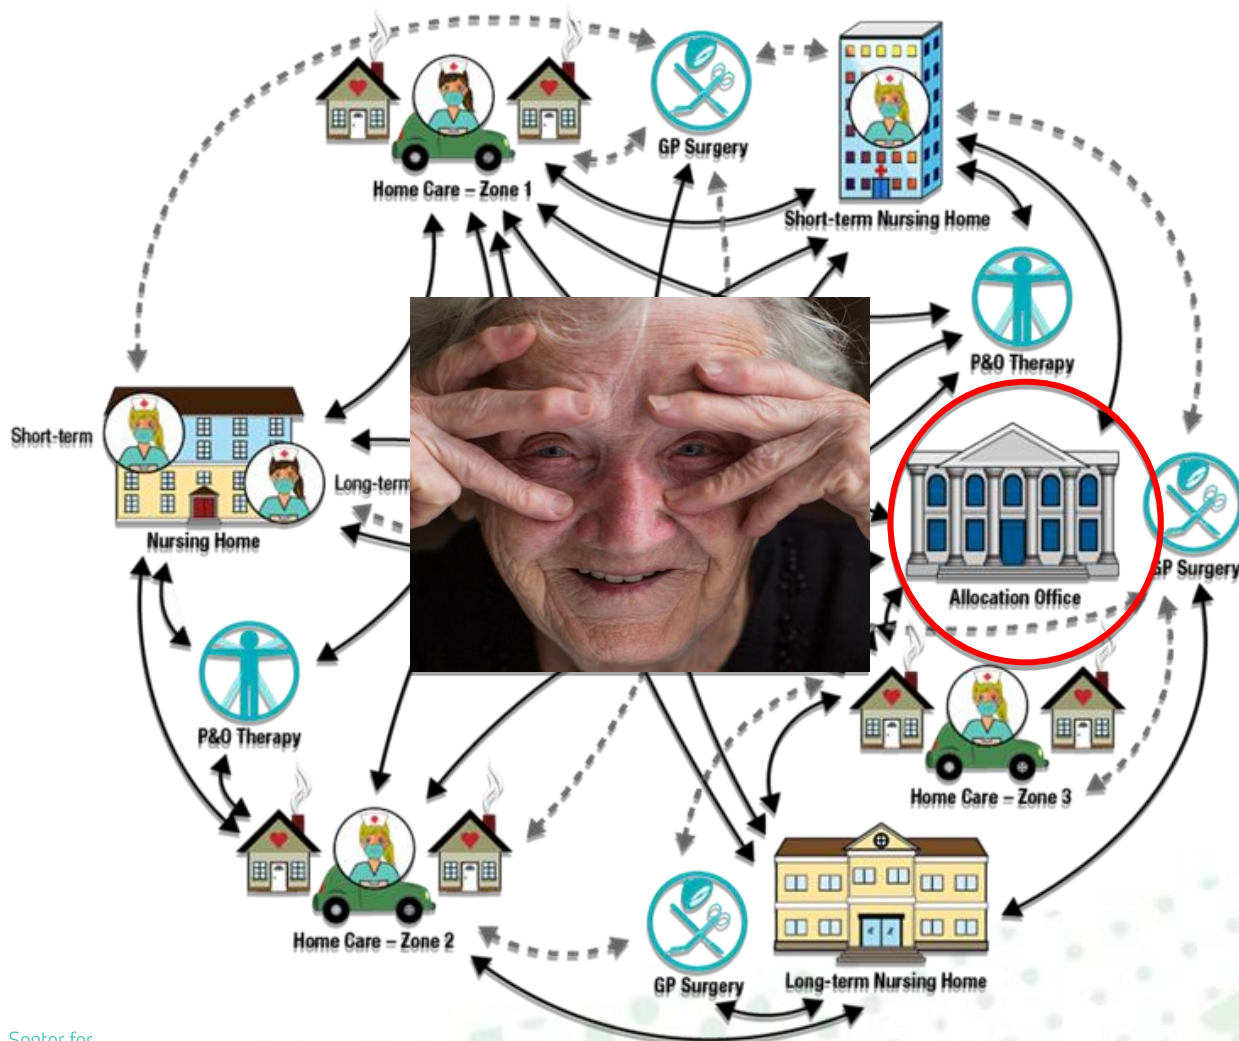 GP Surgery
Home Care – Zone 1
Short-term Nursing Home
P&O Therapy
Short-term
Long-term
Nursing Home
Allocation Office
GP Surgery
P&O Therapy
Home Care – Zone 3
Home Care – Zone 2
GP Surgery
Long-term Nursing Home
Senter for